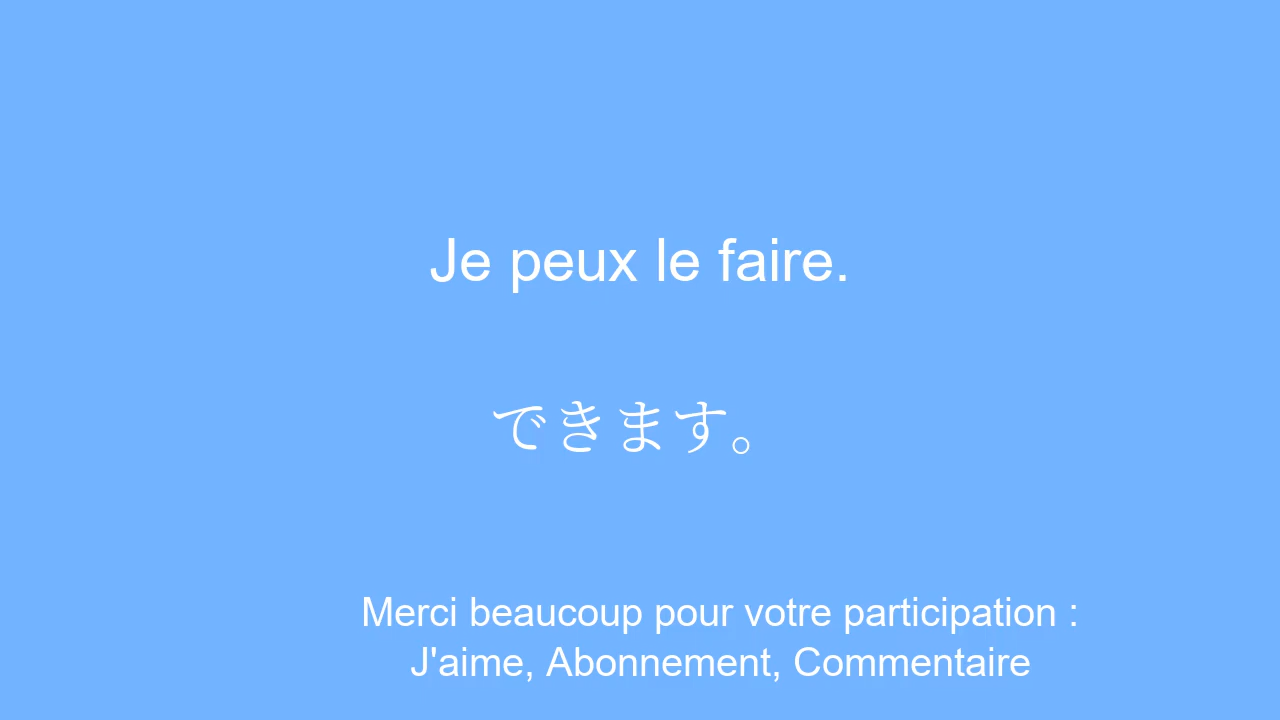 Je peux le faire.
できます。
Merci beaucoup pour votre participation :
J'aime, Abonnement, Commentaire